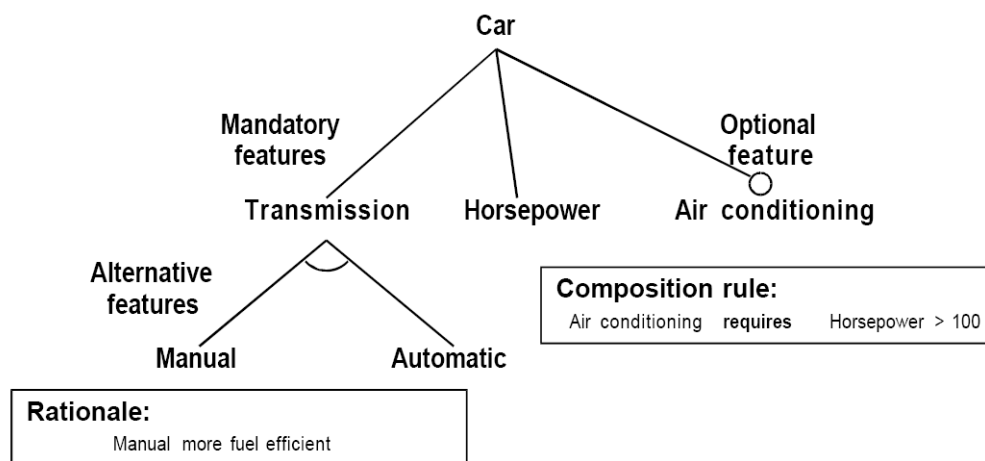 Car
Mandatory
features
Optional
feature
Transmission
Horsepower
Air conditioning
Alternative
features
Composition rule:
Air conditioning requires Horsepower > 100
Manual
Automatic
Rationale:
Manual more fuel efficient